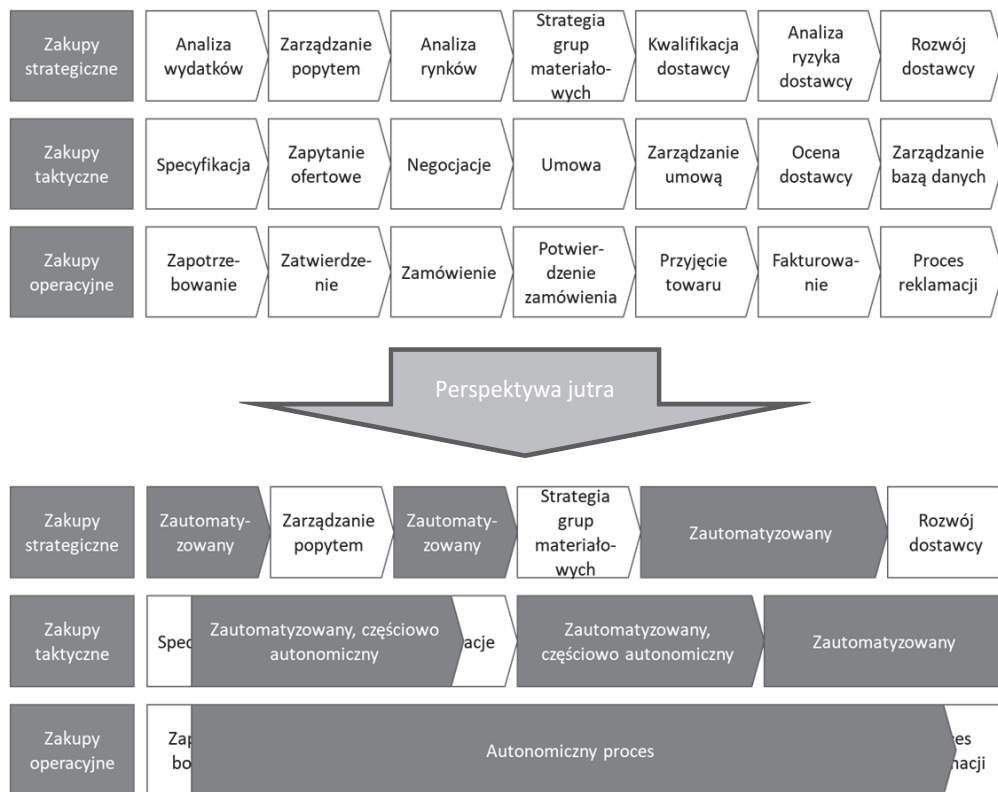 Zakupy
strategiczne
Analiza
wydatków
Zarządzanie
popytem
Analiza
rynków
Strategia
grup
materiało-
wych
Kwalifikacja
dostawcy
Analiza
ryzyka
dostawcy
Rozwój
dostawcy
Zakupy
taktyczne
Specyfikacja
Zapytanie
ofertowe
Negocjacje
Umowa
Zarządzanie
umową
Ocena
dostawcy
Zarządzanie
bazą danych
Zakupy
operacyjne
Zapotrze-
bowanie
Zatwierdze-
nie
Zamówienie
Potwier-
dzenie
zamówienia
Przyjęcie
towaru
Fakturowa-
nie
Proces
reklamacji
Perspektywa jutra
Zakupy
strategiczne
Zautomaty-
zowany
Zarządzanie
popytem
Zautomaty-
zowany
Strategia
grup
materiało-
wych
Zautomatyzowany
Rozwój
dostawcy
Zakupy
taktyczne
Spec
Zautomatyzowany, częściowo
autonomiczny
acje
Zautomatyzowany,
częściowo autonomiczny
Zautomatyzowany
Zakupy
operacyjne
Zap
bo
Autonomiczny proces
es
nacji